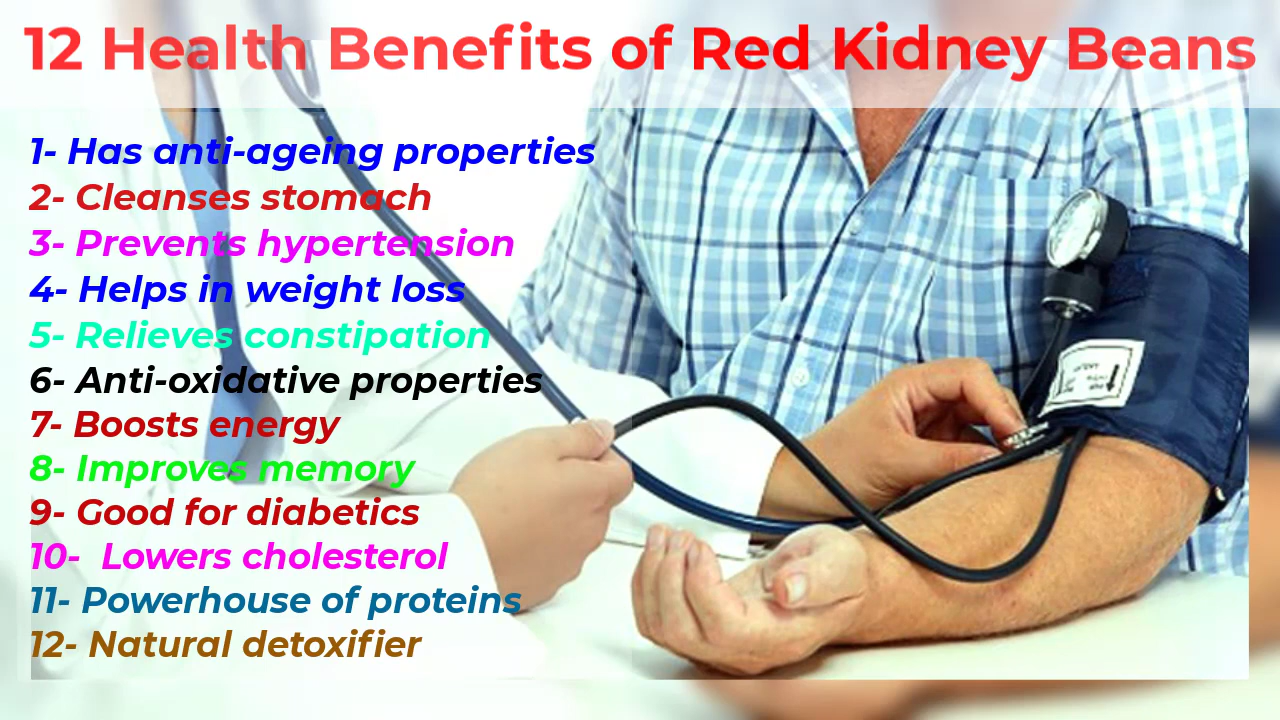 12 Health Benefits of Red Kidney Beans
1- Has anti-ageing properties
2- Cleanses stomach
3- Prevents hypertension
4- Helps in weight loss
5- Relieves constipation
6- Anti-oxidative properties
7- Boosts energy
8- Improves memory
9- Good for diabetics
10-  Lowers cholesterol
11- Powerhouse of proteins
12- Natural detoxifier